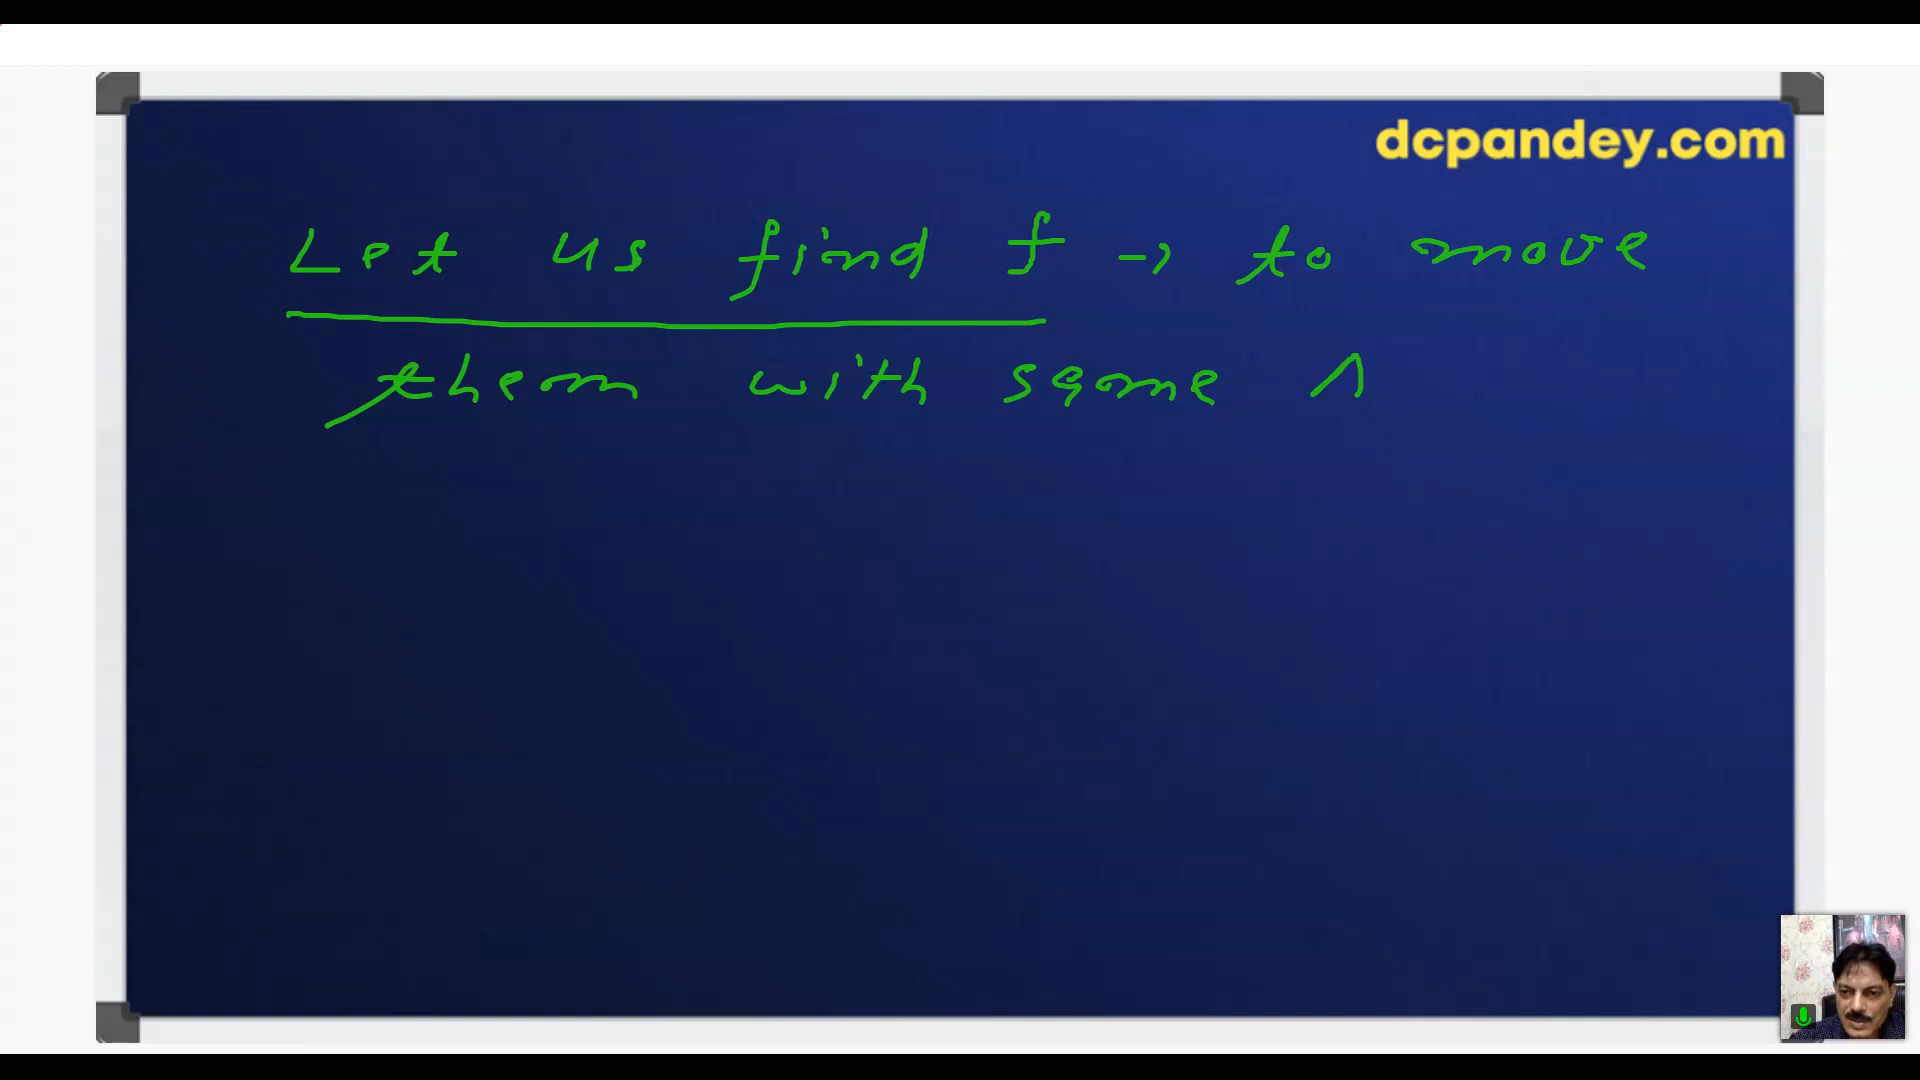 dcpandey.com
Let us find f → to move
them with same